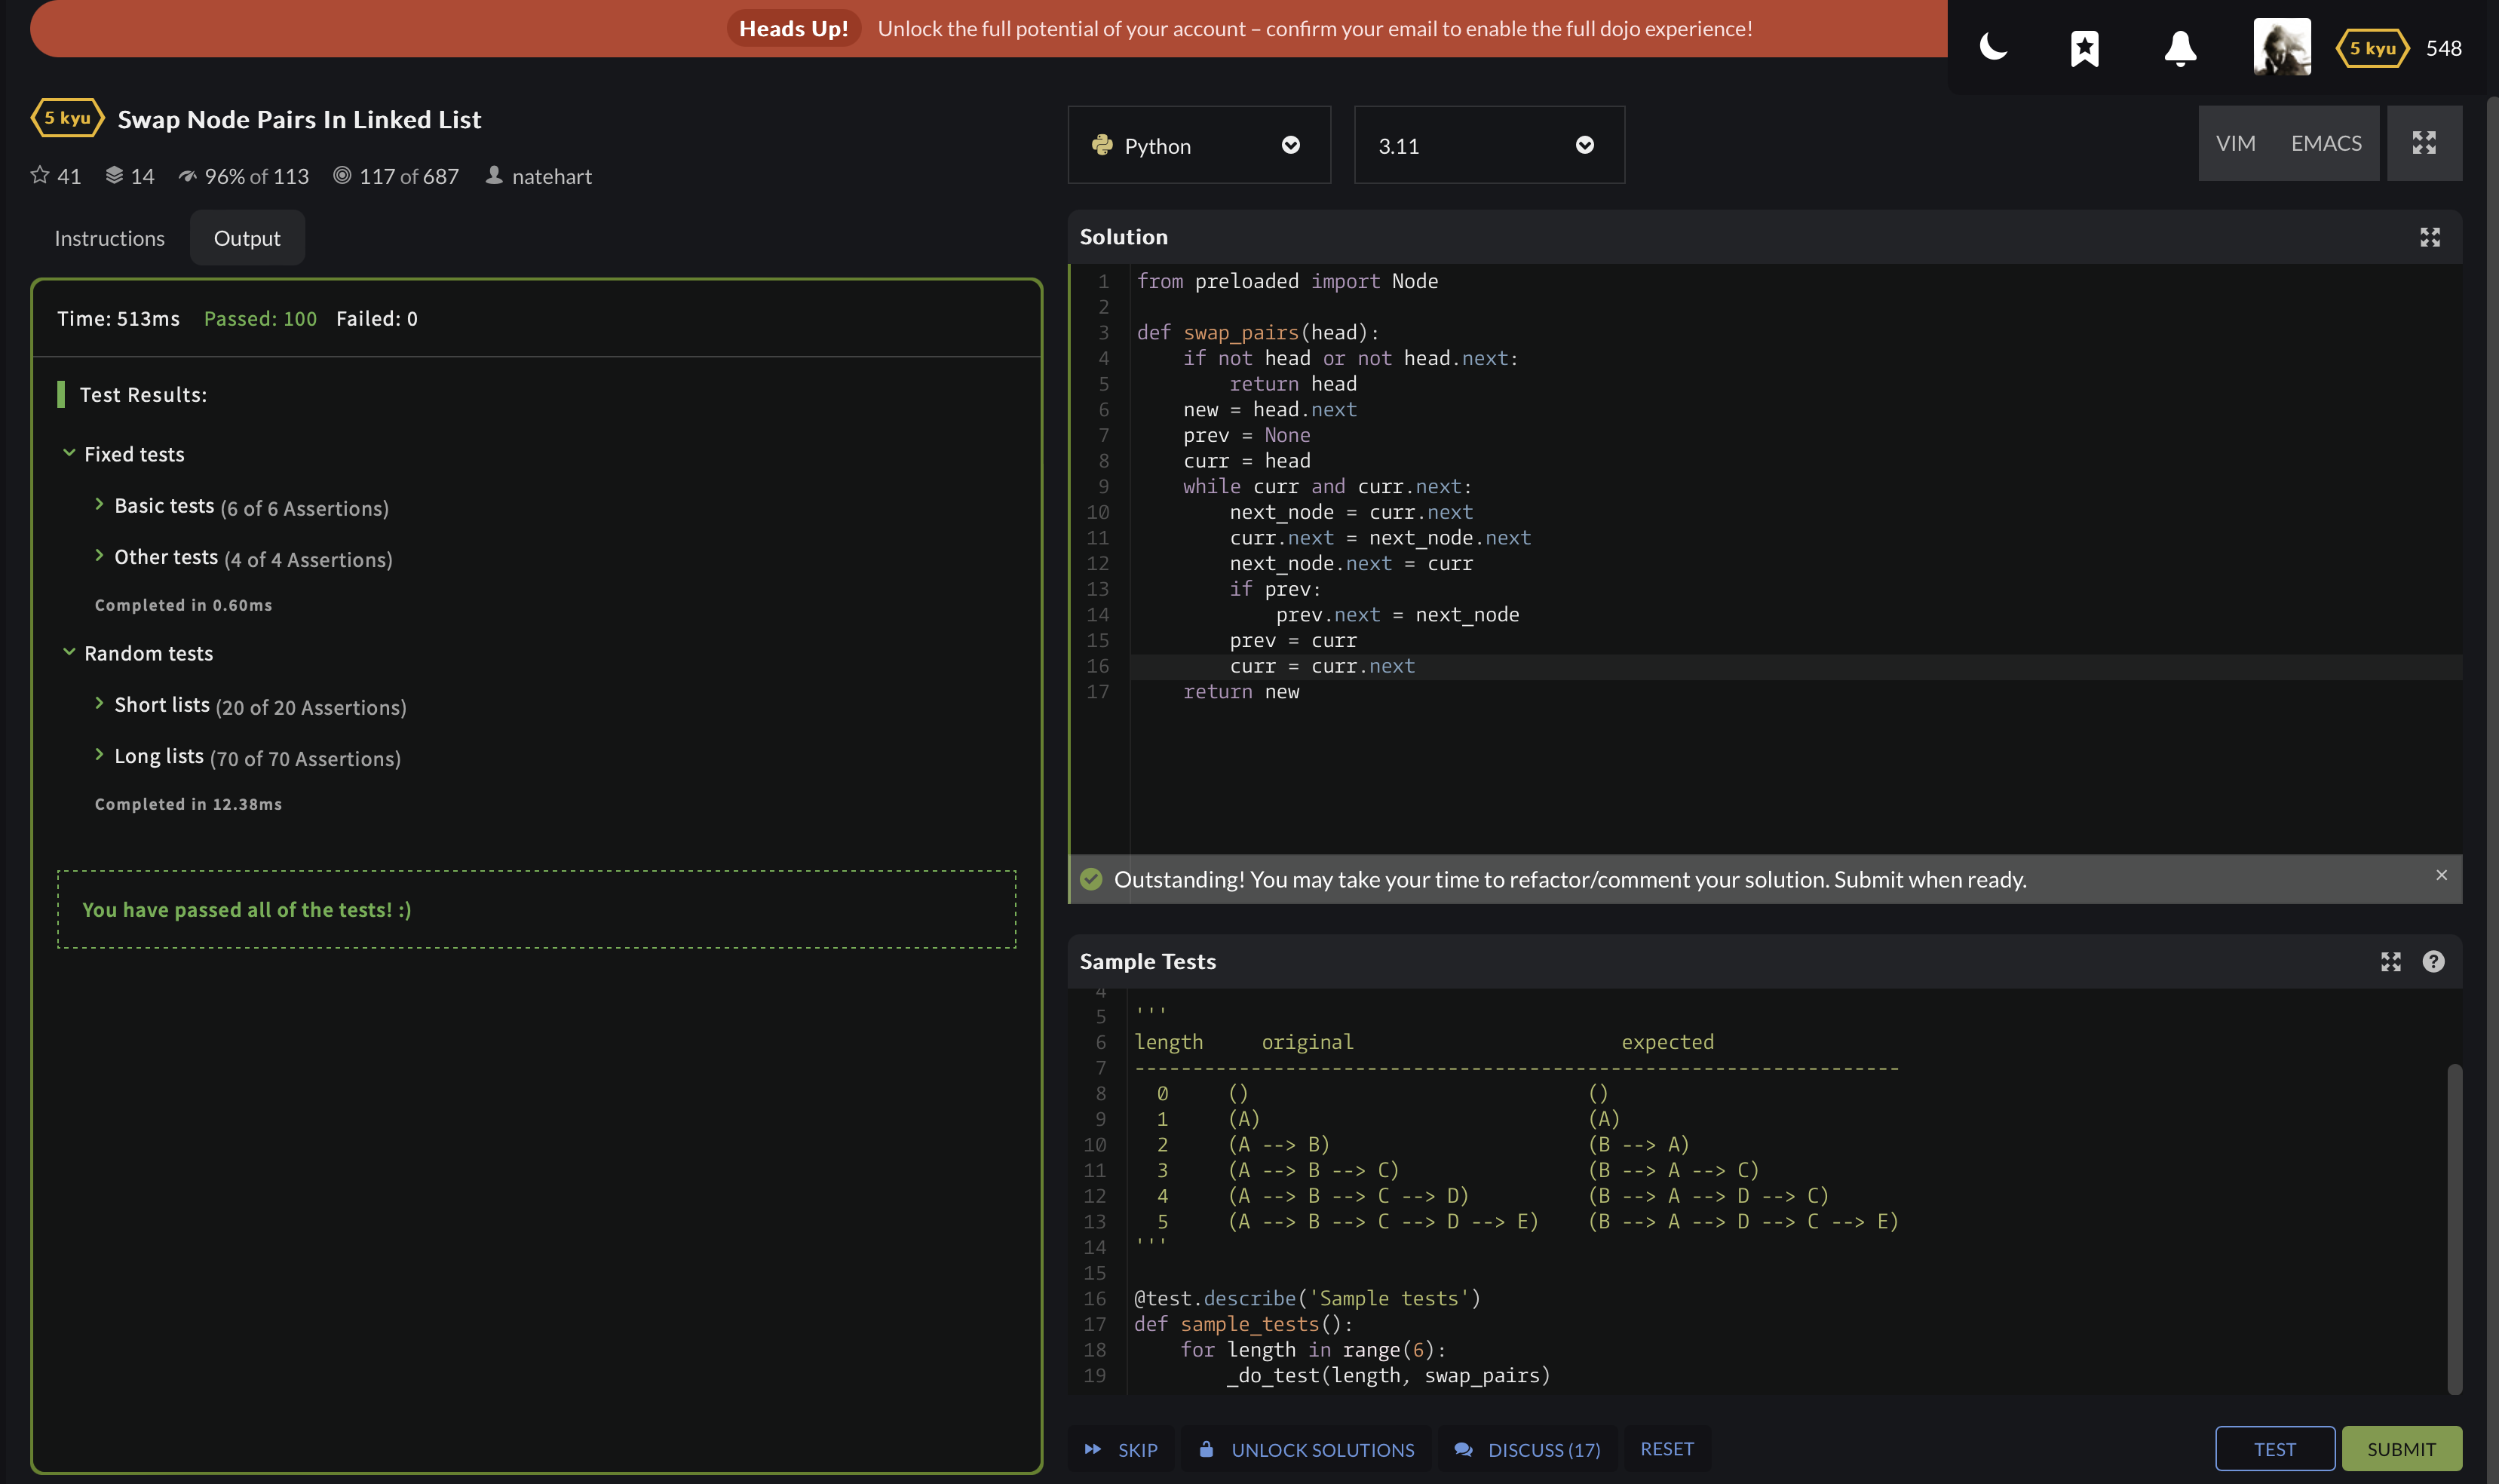 Heads Up! Unlock the full potential of your account – confirm your email to enable the full dojo experience!
5 kyu 548
5 kyu Swap Node Pairs In Linked List
41 14 96% of 113 117 of 687 natehart
Instructions Output
Time: 513ms Passed: 100 Failed: 0
Test Results:
Fixed tests
Basic tests (6 of 6 Assertions)
Other tests (4 of 4 Assertions)
Completed in 0.60ms
Random tests
Short lists (20 of 20 Assertions)
Long lists (70 of 70 Assertions)
Completed in 12.38ms
You have passed all of the tests! :)
Python 3.11 VIM EMACS
Solution
1 from preloaded import Node
2
3 def swap_pairs(head):
4     if not head or not head.next:
5         return head
6     new = head.next
7     prev = None
8     curr = head
9     while curr and curr.next:
10         next_node = curr.next
11         curr.next = next_node.next
12         next_node.next = curr
13         if prev:
14             prev.next = next_node
15         prev = curr
16         curr = curr.next
17     return new
Outstanding! You may take your time to refactor/comment your solution. Submit when ready. ×
Sample Tests ?
4
5 '''
6 length     original                       expected
7 ------------------------------------------------------------------
8   0     ()                              ()
9   1     (A)                             (A)
10   2     (A --> B)                       (B --> A)
11   3     (A --> B --> C)                 (B --> A --> C)
12   4     (A --> B --> C --> D)           (B --> A --> D --> C)
13   5     (A --> B --> C --> D --> E)     (B --> A --> D --> C --> E)
14 '''
15
16 @test.describe('Sample tests')
17 def sample_tests():
18     for length in range(6):
19         _do_test(length, swap_pairs)
SKIP UNLOCK SOLUTIONS DISCUSS (17) RESET TEST SUBMIT